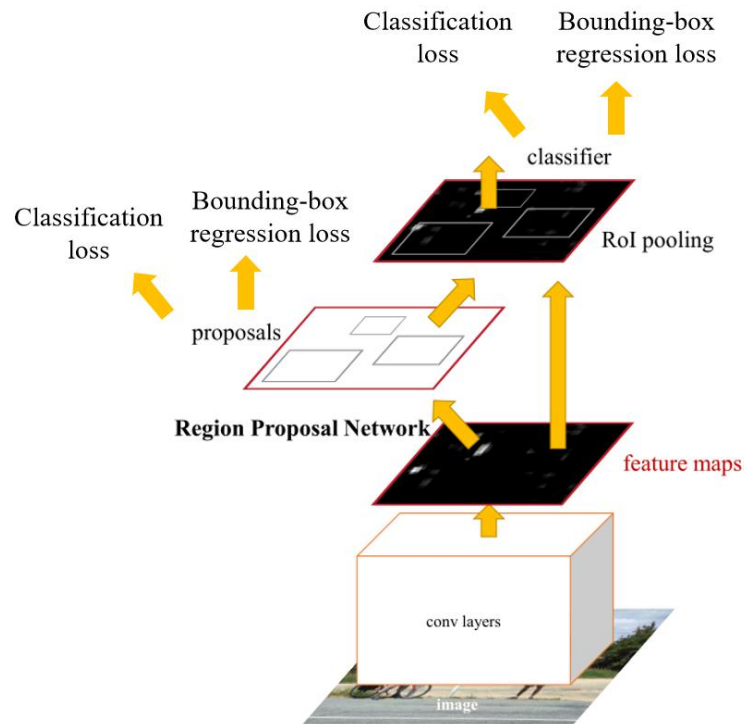 Classification
loss
Bounding-box
regression loss
classifier
Classification
loss
Bounding-box
regression loss
RoI pooling
proposals
Region Proposal Network
feature maps
conv layers
image